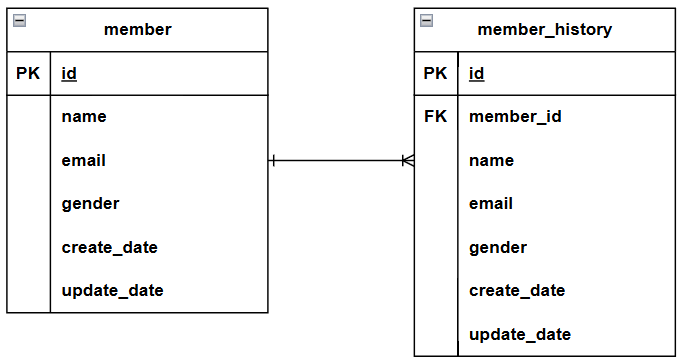 member
PK id
name
email
gender
create_date
update_date
member_history
PK id
FK member_id
name
email
gender
create_date
update_date